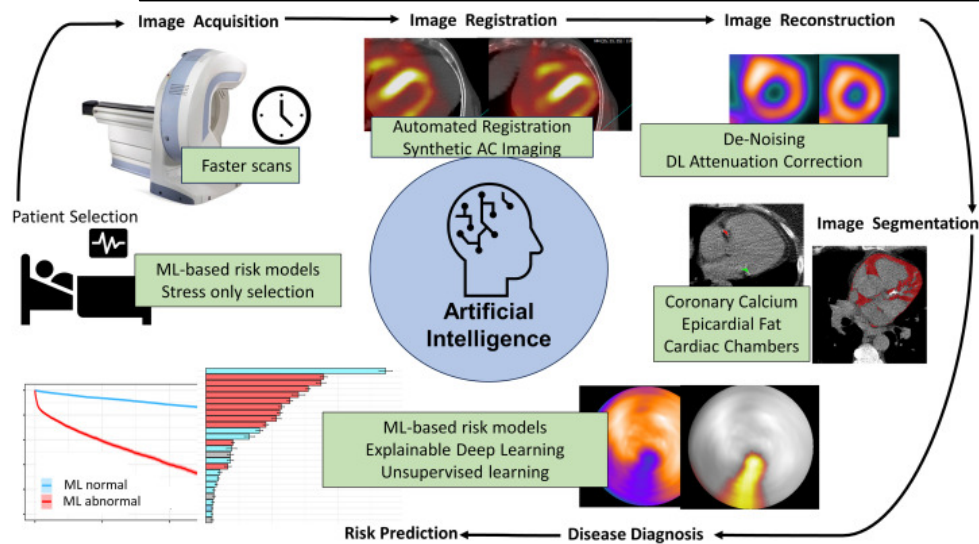 Image Acquisition
Image Registration
Image Reconstruction
Faster scans
Automated Registration
Synthetic AC Imaging
De-Noising
DL Attenuation Correction
Patient Selection
ML-based risk models
Stress only selection
Artificial
Intelligence
Image Segmentation
Coronary Calcium
Epicardial Fat
Cardiac Chambers
ML-based risk models
Explainable Deep Learning
Unsupervised learning
ML normal
ML abnormal
Risk Prediction
Disease Diagnosis